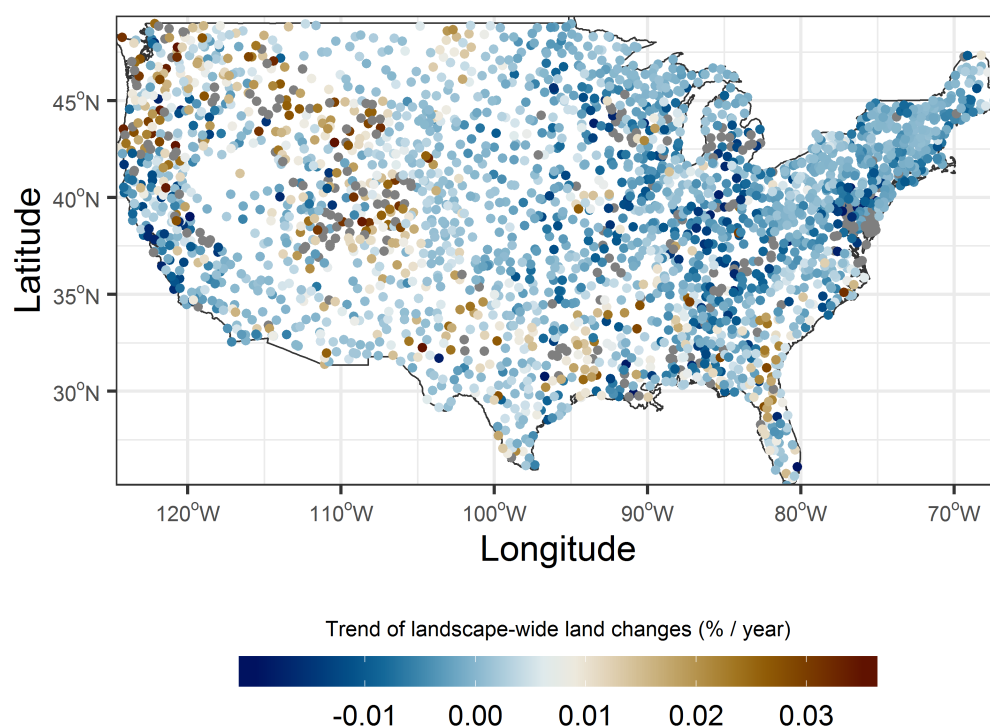 45°N
40°N
35°N
30°N
Latitude
120°W 110°W 100°W 90°W 80°W 70°W
Longitude
Trend of landscape-wide land changes (% / year)
-0.01 0.00 0.01 0.02 0.03